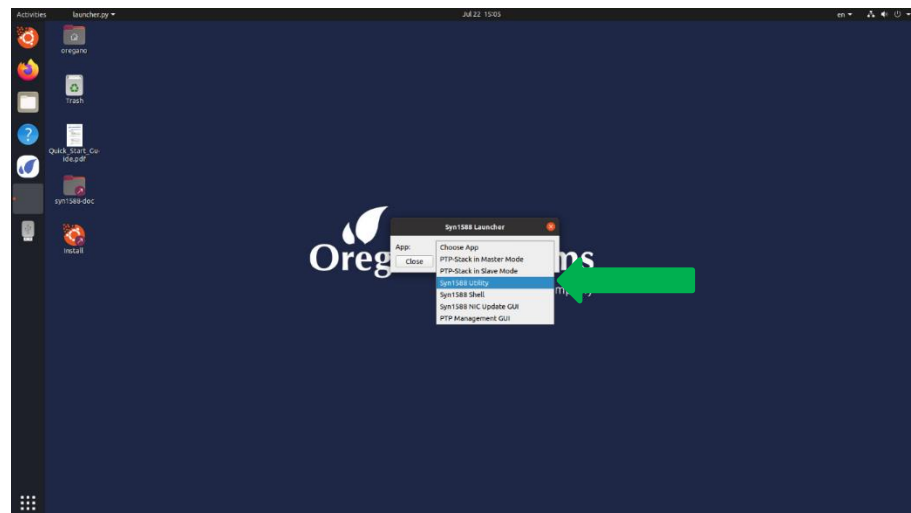 Activities launcher.py Jul 22 15:05 en
oregano
Trash
Quick_Start_Gu-
ide.pdf
syn1588-doc
Install
Syn1588 Launcher
App:
Close
Choose App
PTP-Stack in Master Mode
PTP-Stack in Slave Mode
Syn1588 Utility
Syn1588 Shell
Syn1588 NIC Update GUI
PTP Management GUI
Oreg ms